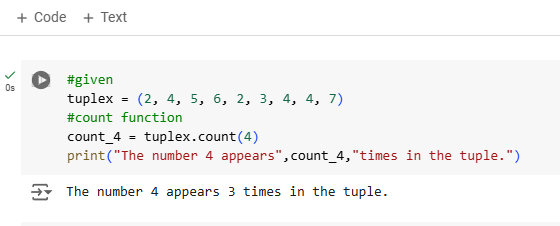 + Code + Text
#given
tuplex = (2, 4, 5, 6, 2, 3, 4, 4, 7)
#count function
count_4 = tuplex.count(4)
print("The number 4 appears",count_4,"times in the tuple.")
0s
The number 4 appears 3 times in the tuple.